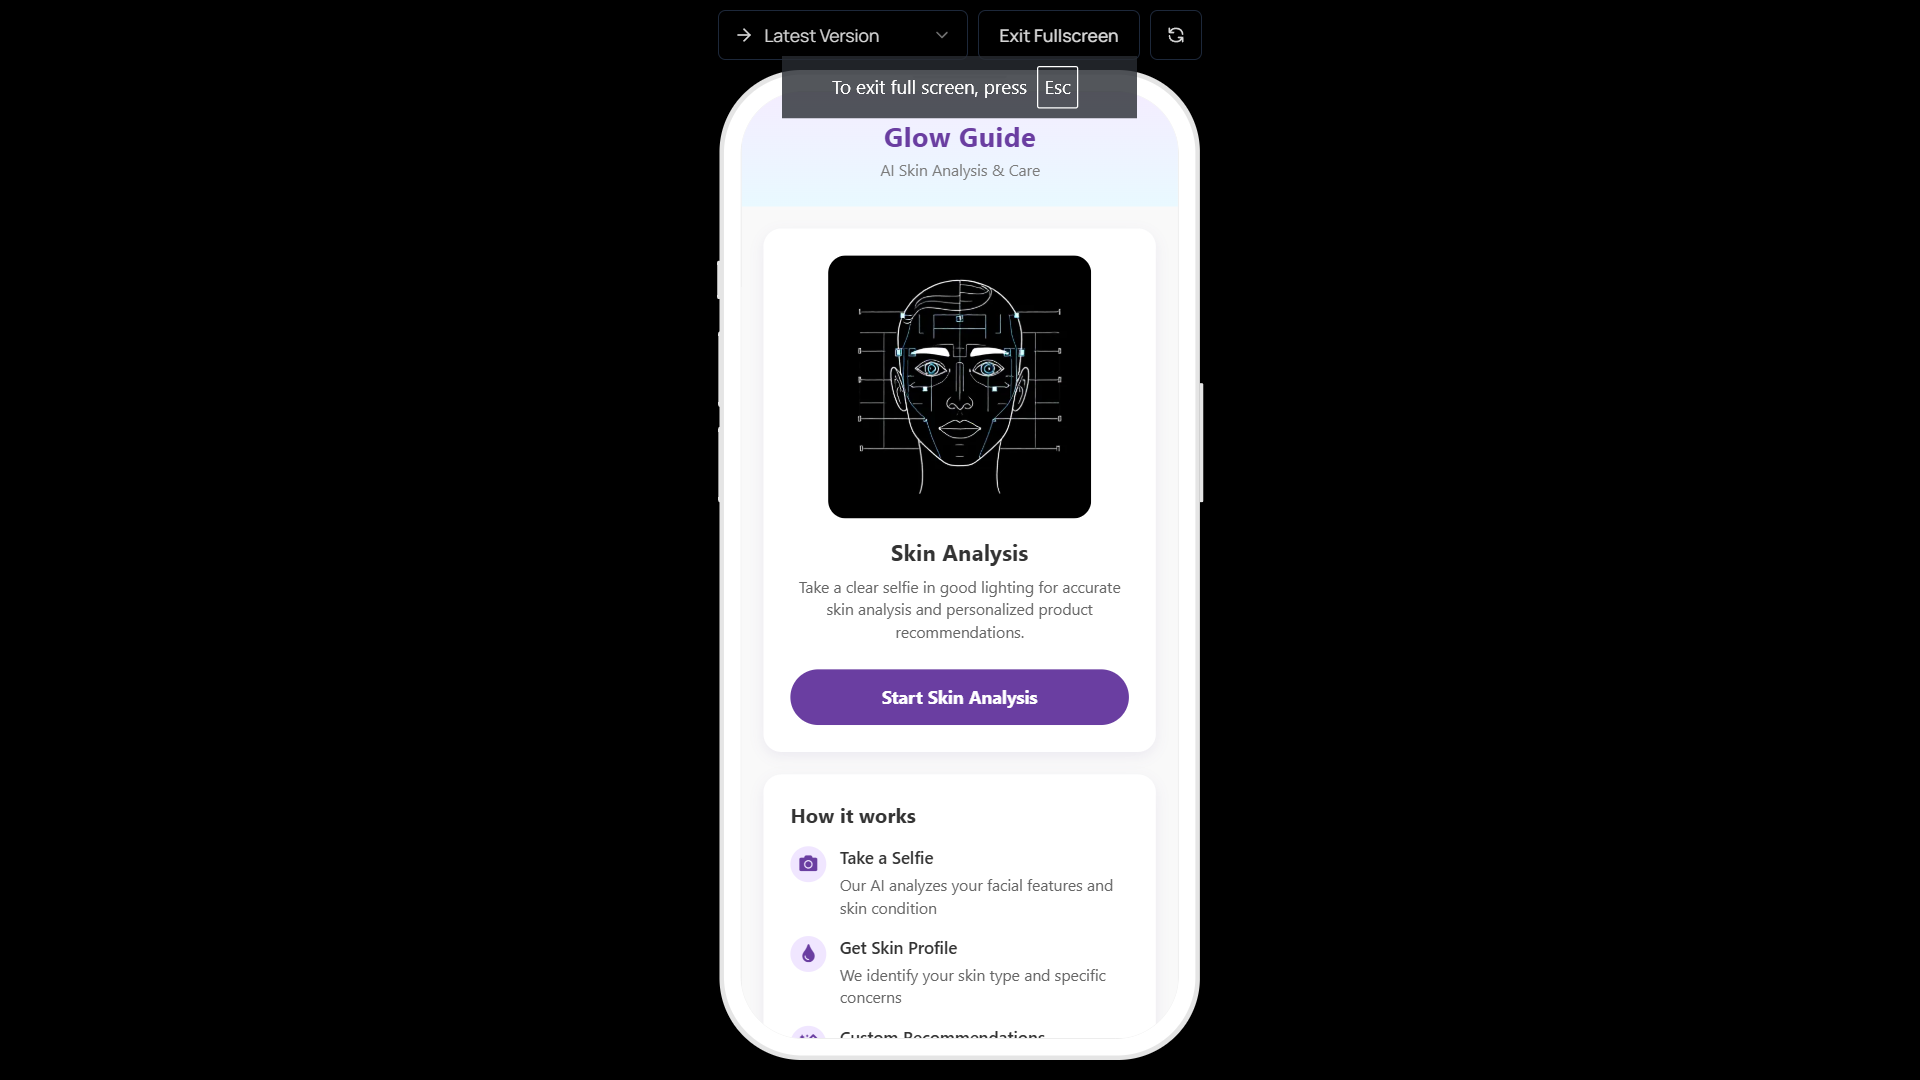 Latest Version
Exit Fullscreen
To exit full screen, press Esc
Glow Guide
AI Skin Analysis & Care
Skin Analysis
Take a clear selfie in good lighting for accurate
skin analysis and personalized product
recommendations.
Start Skin Analysis
How it works
Take a Selfie
Our AI analyzes your facial features and
skin condition
Get Skin Profile
We identify your skin type and specific
concerns
Custom Recommendations